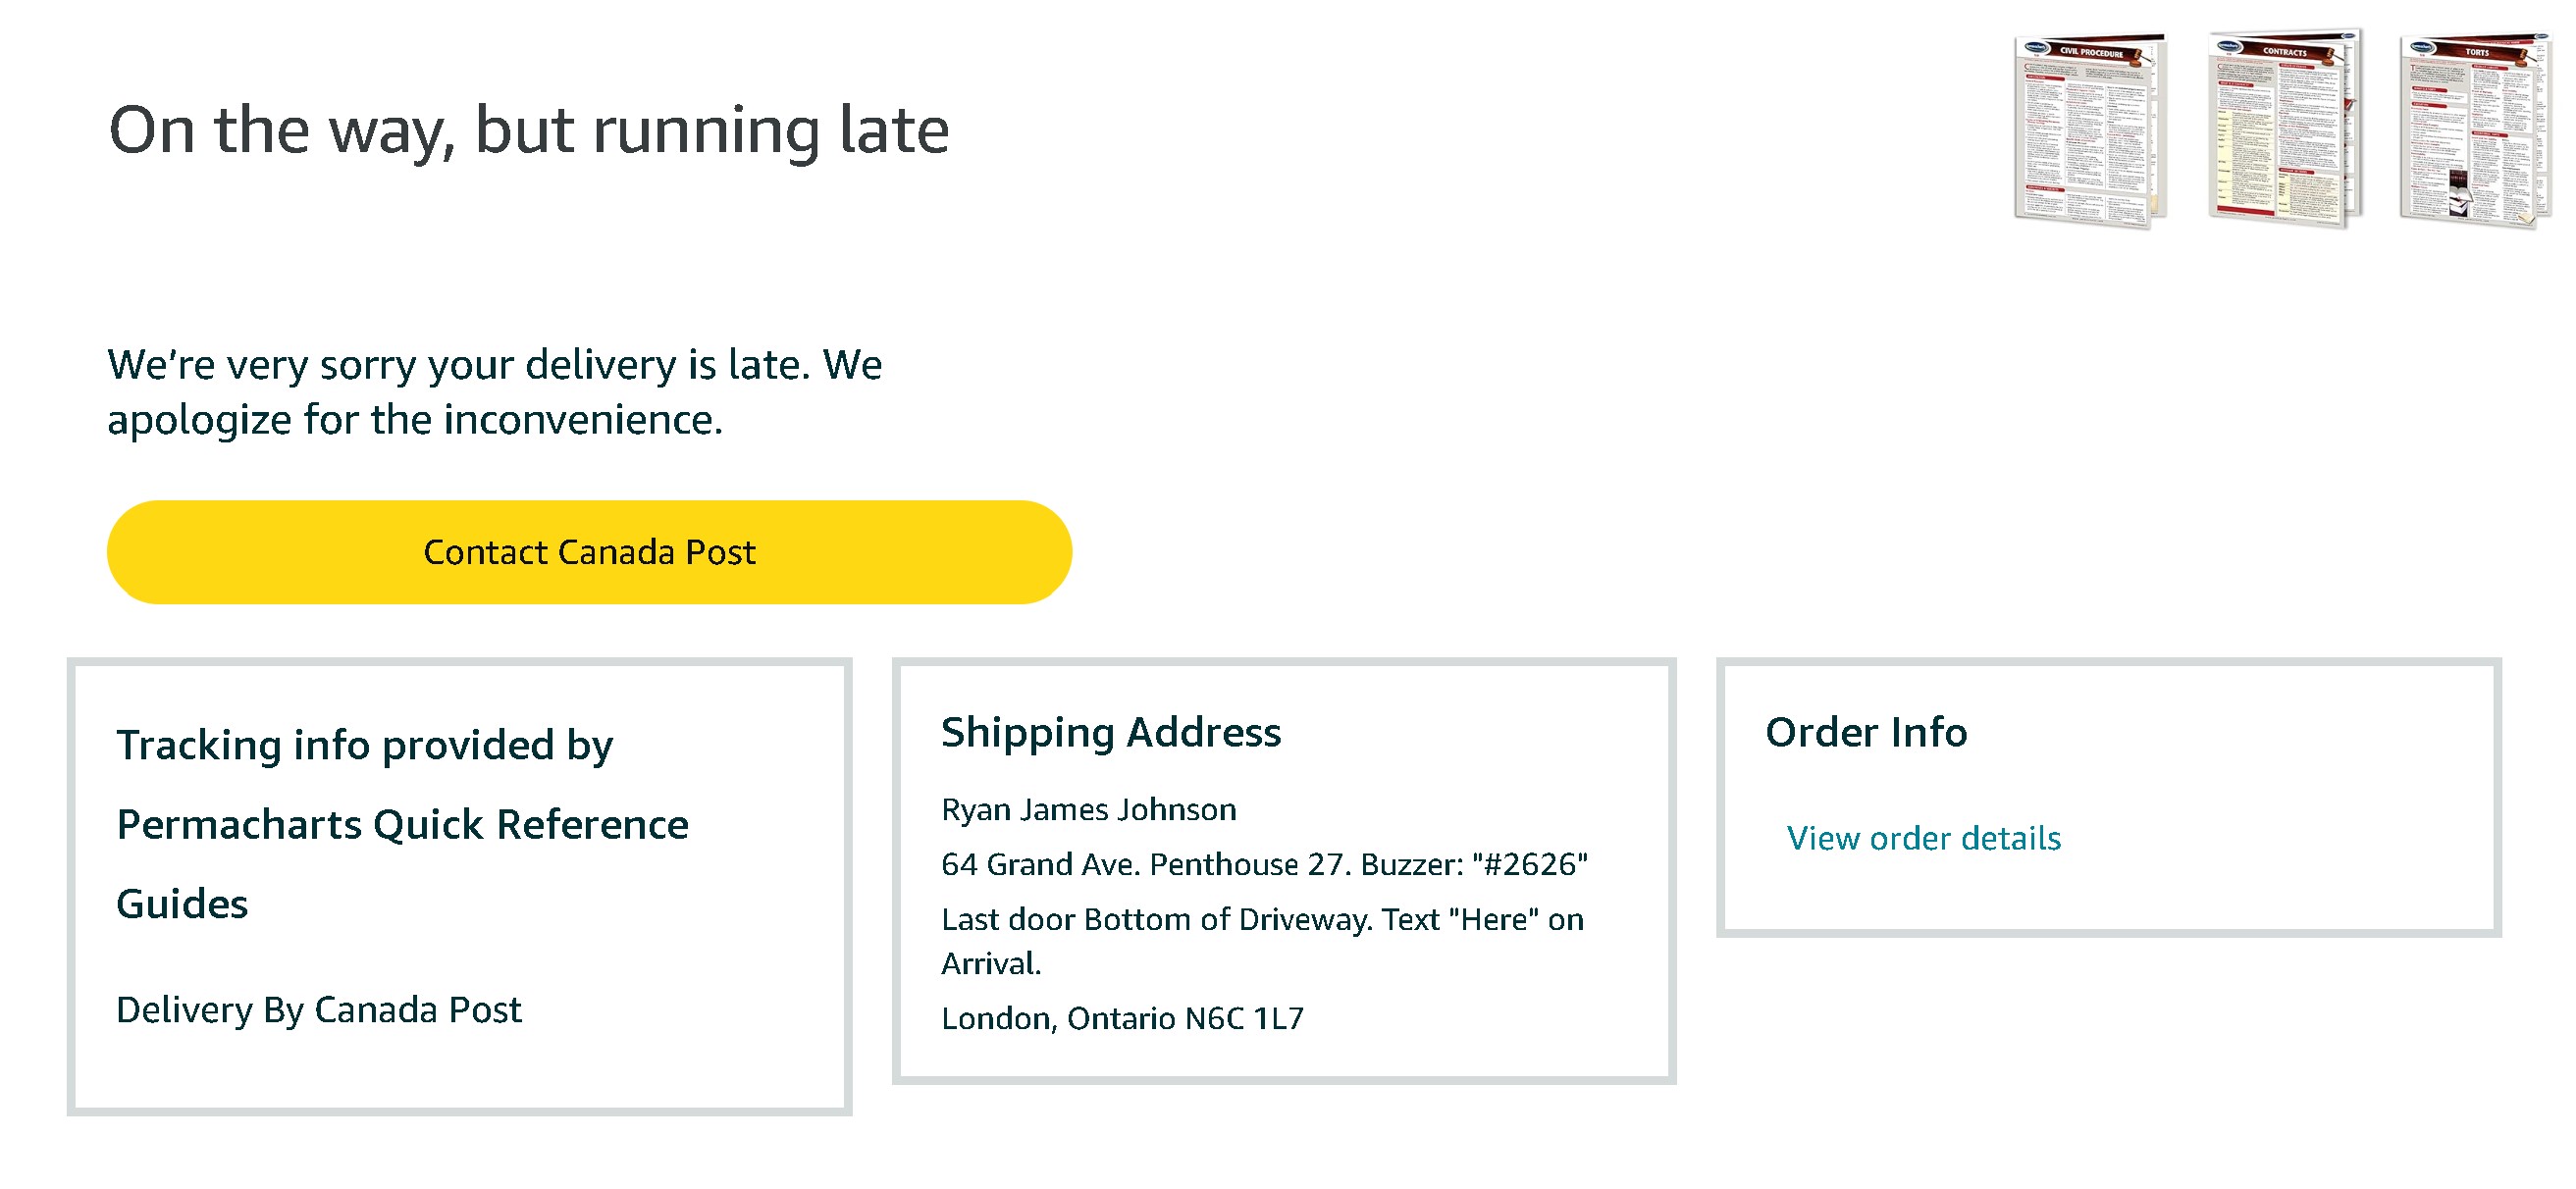 CIVIL PROCEDURE
CONTRACTS
TORTS
On the way, but running late
We're very sorry your delivery is late. We
apologize for the inconvenience.
Contact Canada Post
Tracking info provided by
Permacharts Quick Reference
Guides
Delivery By Canada Post
Shipping Address
Ryan James Johnson
64 Grand Ave. Penthouse 27. Buzzer: "#2626"
Last door Bottom of Driveway. Text "Here" on
Arrival.
London, Ontario N6C 1L7
Order Info
View order details